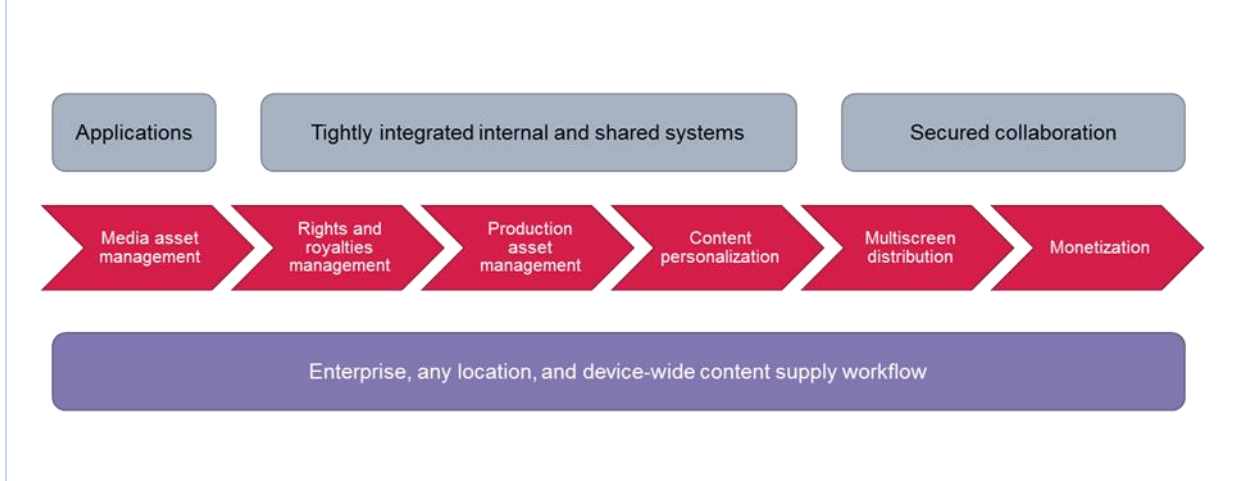 Applications
Tightly integrated internal and shared systems
Secured collaboration
Media asset
management
Rights and
royalties
management
Production
asset
management
Content
personalization
Multiscreen
distribution
Monetization
Enterprise, any location, and device-wide content supply workflow